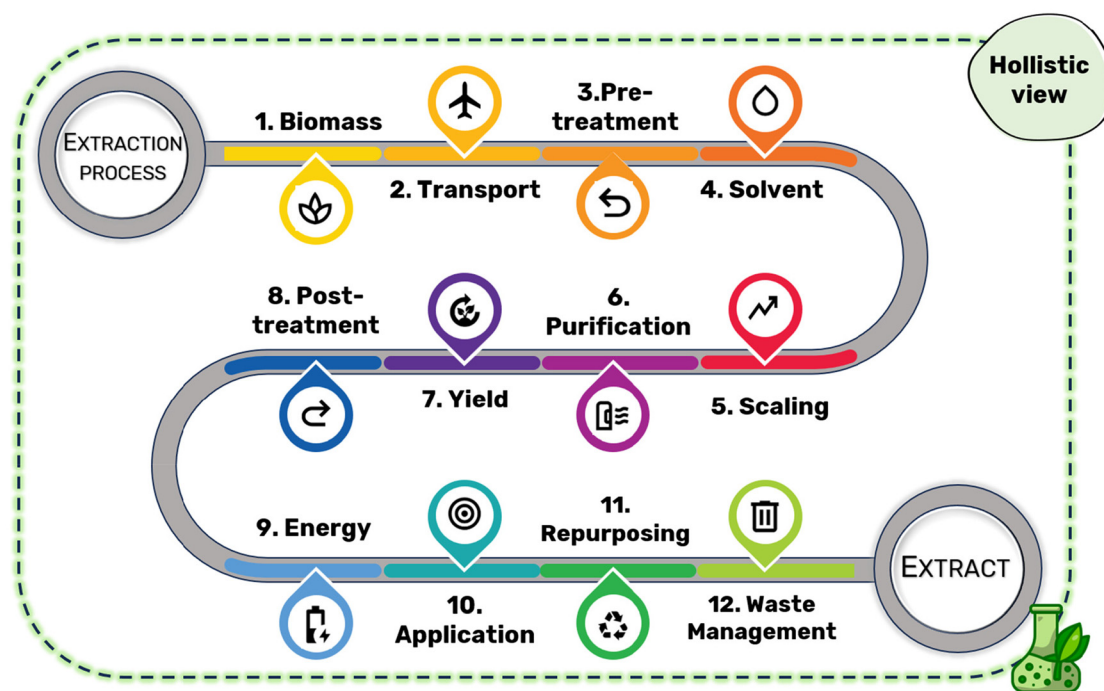 Hollistic
view
EXTRACTION
PROCESS
1. Biomass
2. Transport
3.Pre-
treatment
4. Solvent
5. Scaling
6.
Purification
7. Yield
8. Post-
treatment
9. Energy
10.
Application
11.
Repurposing
12. Waste
Management
EXTRACT